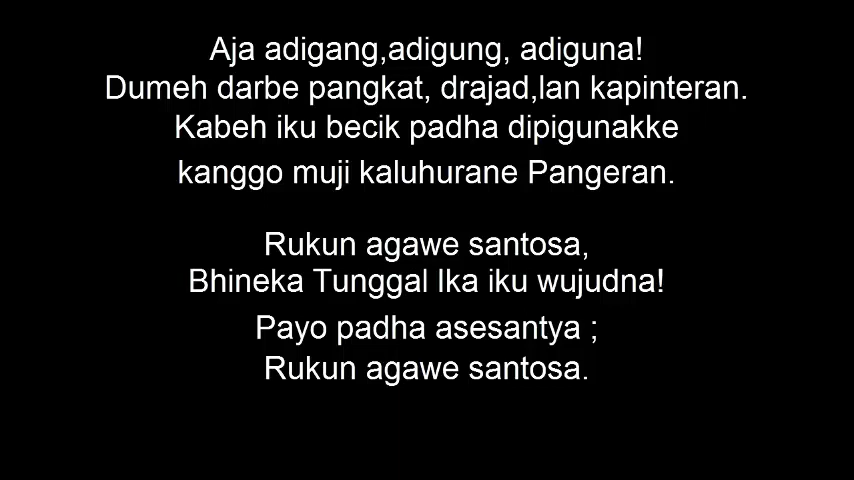 Aja adigang,adigung, adiguna!
Dumeh darbe pangkat, drajad,lan kapinteran.
Kabeh iku becik padha dipigunakke
kanggo muji kaluhurane Pangeran.
Rukun agawe santosa,
Bhineka Tunggal Ika iku wujudna!
Payo padha asesantya ;
Rukun agawe santosa.